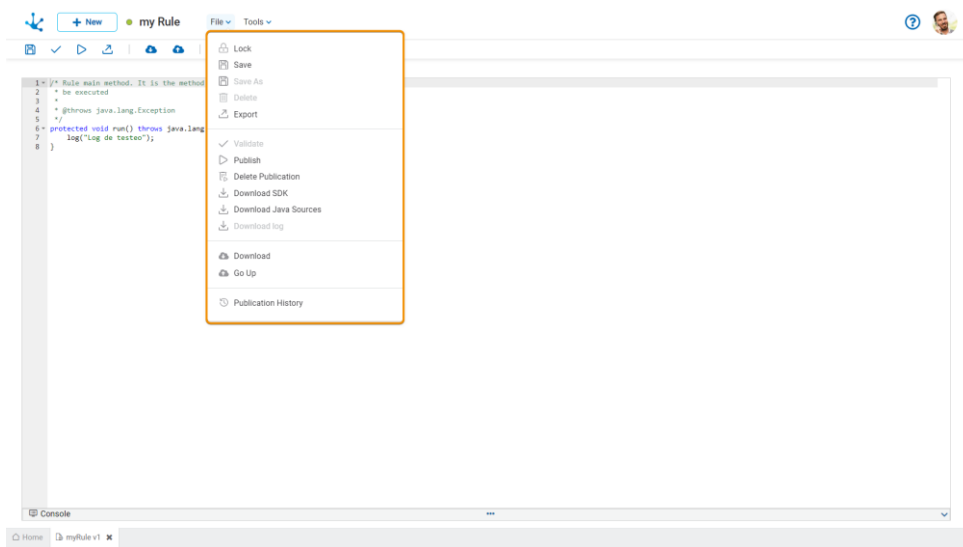 New
my Rule
File
Tools
?
Lock
Save
Save As
Delete
Export
Validate
Publish
Delete Publication
Download SDK
Download Java Sources
Download log
Download
Go Up
Publication History
1 /* Rule main method. It is the method
2 * be executed
3 *
4 * @throws java.lang.Exception
5 */
6 protected void run() throws java.lang
7 log("Log de testeo");
8 }
Console
Home
myRule v1